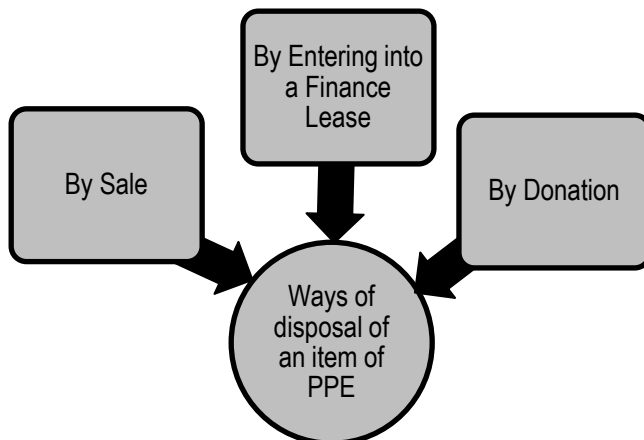 By Entering into
a Finance
Lease
By Sale
By Donation
Ways of
disposal of
an item of
PPE